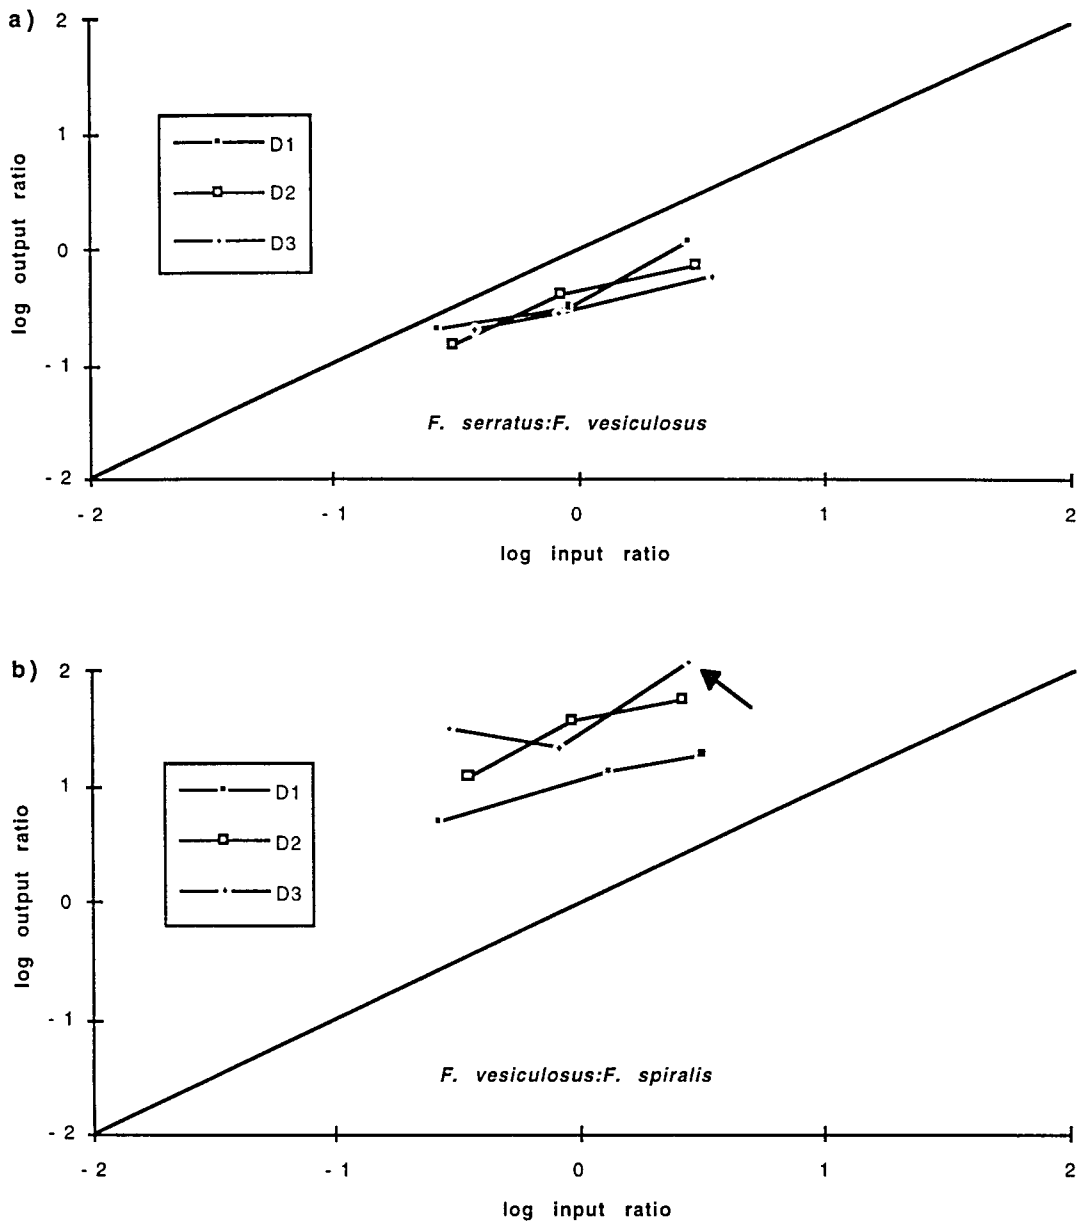 a)
2
1
0
- 1
- 2
log output ratio
D1
D2
D3
F. serratus:F. vesiculosus
- 2
- 1
0
1
2
log input ratio
b)
2
1
0
- 1
- 2
log output ratio
D1
D2
D3
F. vesiculosus:F. spiralis
- 2
- 1
0
1
2
log input ratio